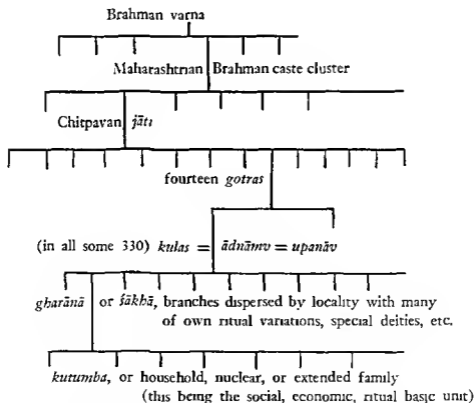 Brahman varna
Maharashtrian Brahman caste cluster
Chitpavan jāti
fourteen gotras
(in all some 330) kulas = ādnāmv = upanāv
gharānā or śākhā, branches dispersed by locality with many
of own ritual variations, special deities, etc.
kutumba, or household, nuclear, or extended family
(this being the social, economic, ritual basic unit)